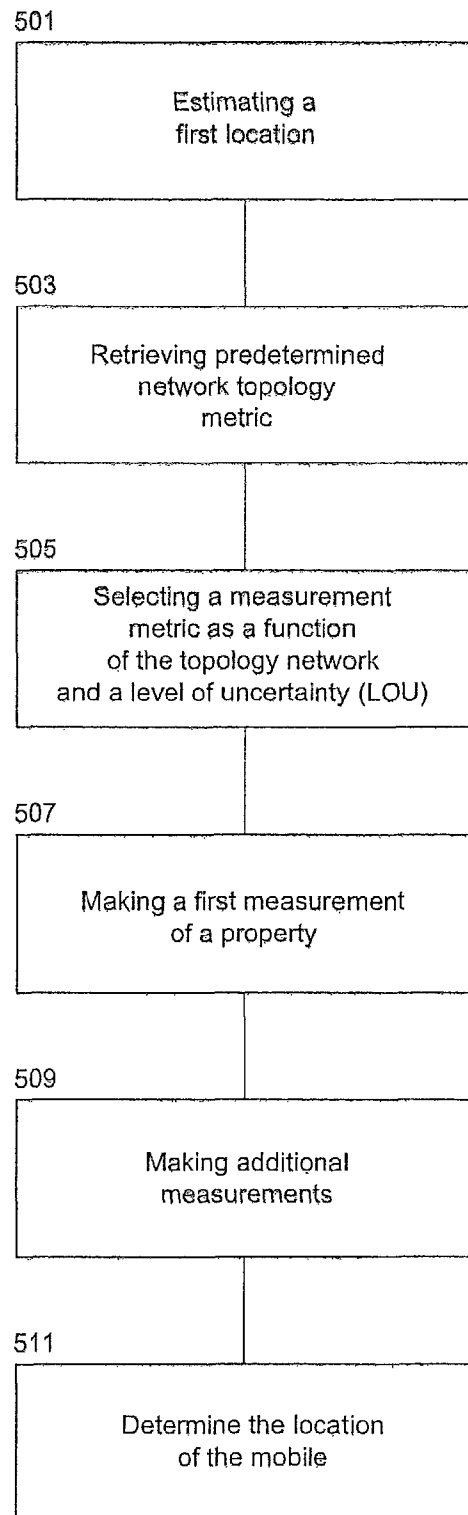 501
Estimating a
first location
503
Retrieving predetermined
network topology
metric
505
Selecting a measurement
metric as a function
of the topology network
and a level of uncertainty (LOU)
507
Making a first measurement
of a property
509
Making additional
measurements
511
Determine the location
of the mobile